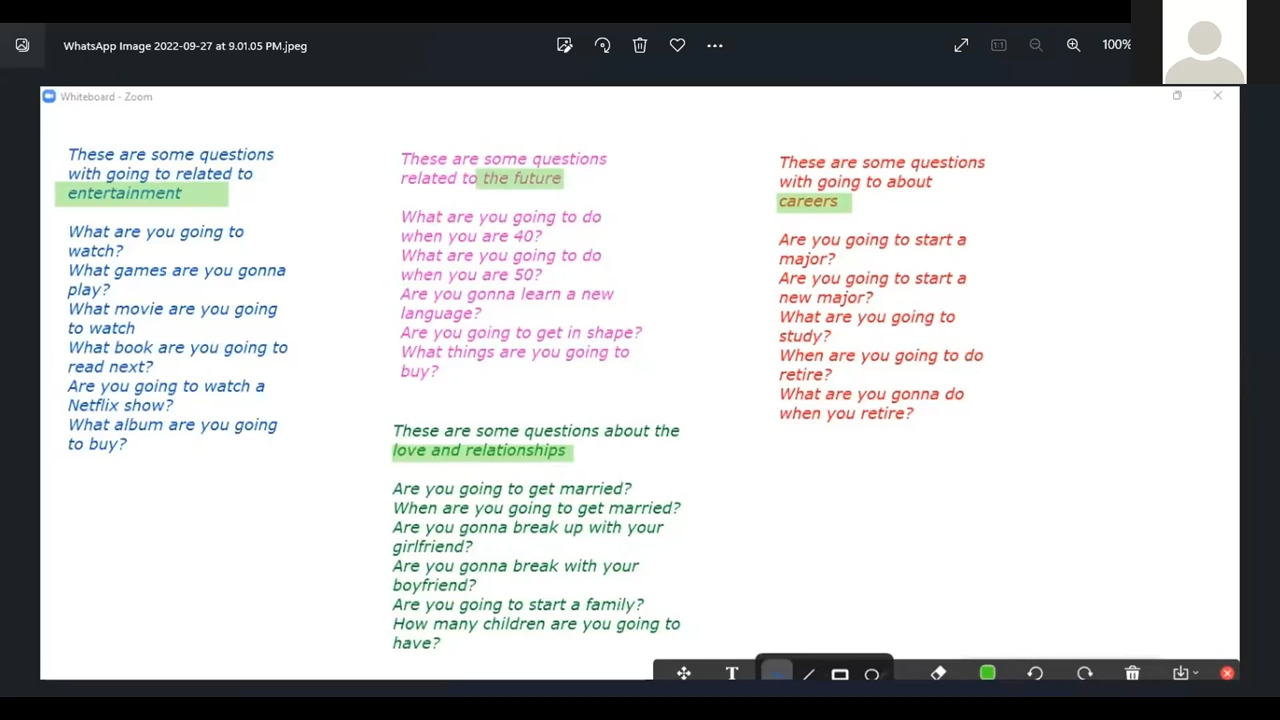 WhatsApp Image 2022-09-27 at 9.01.05 PM.jpeg
100%
Whiteboard - Zoom
These are some questions
with going to related to
entertainment
What are you going to
watch?
What games are you gonna
play?
What movie are you going
to watch
What book are you going to
read next?
Are you going to watch a
Netflix show?
What album are you going
to buy?
These are some questions
related to the future
What are you going to do
when you are 40?
What are you going to do
when you are 50?
Are you gonna learn a new
language?
Are you going to get in shape?
What things are you going to
buy?
These are some questions about the
love and relationships
Are you going to get married?
When are you going to get married?
Are you gonna break up with your
girlfriend?
Are you gonna break with your
boyfriend?
Are you going to start a family?
How many children are you going to
have?
These are some questions
with going to about
careers
Are you going to start a
major?
Are you going to start a
new major?
What are you going to
study?
When are you going to do
retire?
What are you gonna do
when you retire?